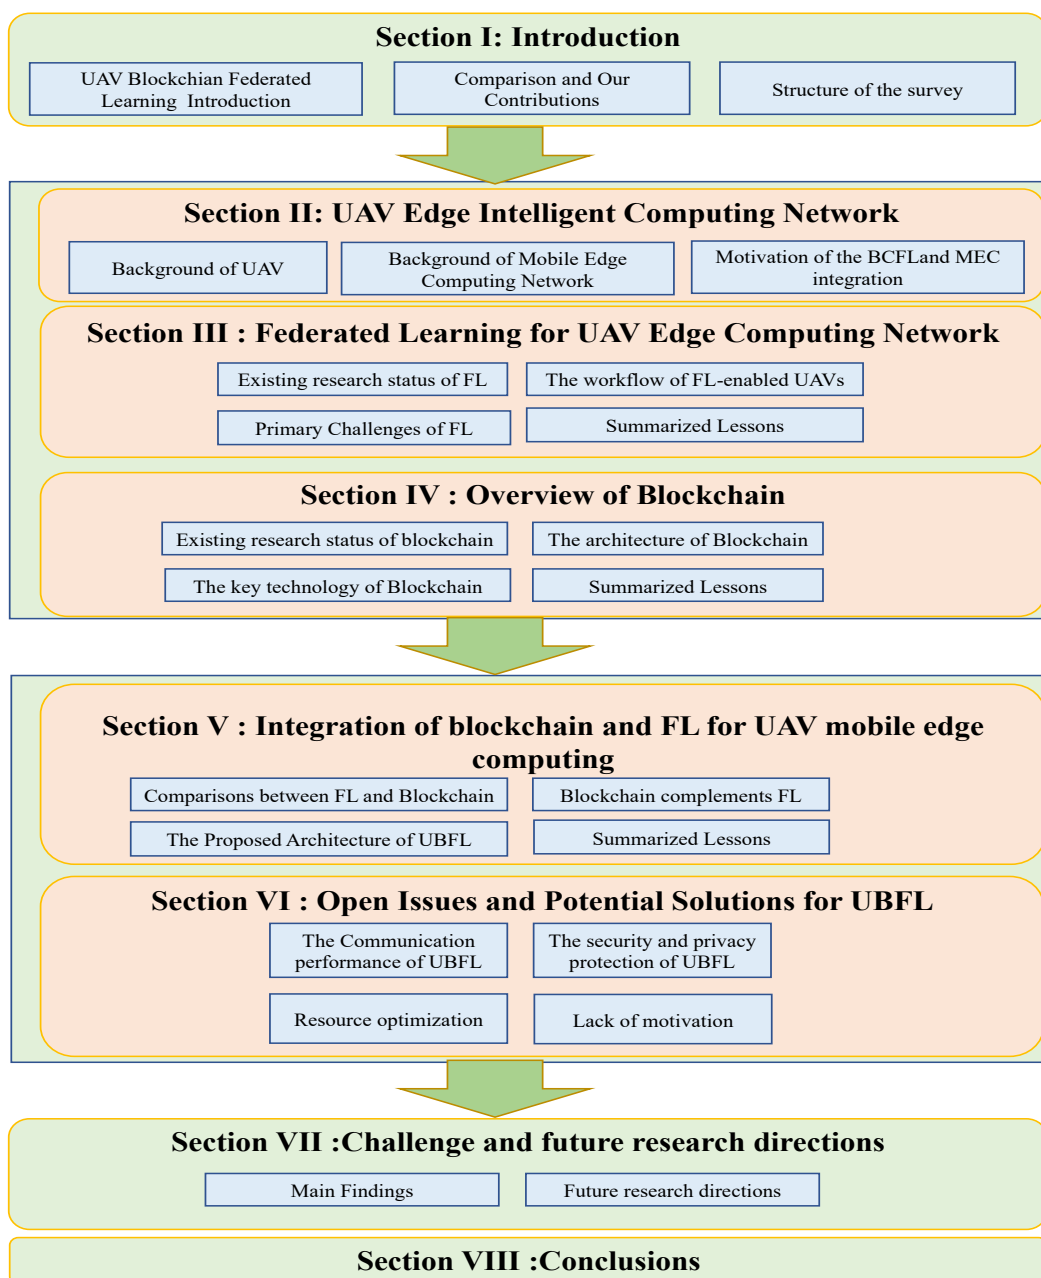 Section I: Introduction
UAV Blockchian Federated
Learning  Introduction
Comparison and Our
Contributions
Structure of the survey
Section II: UAV Edge Intelligent Computing Network
Background of UAV
Background of Mobile Edge
Computing Network
Motivation of the BCFLand MEC
integration
Section III : Federated Learning for UAV Edge Computing Network
Existing research status of FL
The workflow of FL-enabled UAVs
Primary Challenges of FL
Summarized Lessons
Section IV : Overview of Blockchain
Existing research status of blockchain
The architecture of Blockchain
The key technology of Blockchain
Summarized Lessons
Section V : Integration of blockchain and FL for UAV mobile edge
computing
Comparisons between FL and Blockchain
Blockchain complements FL
The Proposed Architecture of UBFL
Summarized Lessons
Section VI : Open Issues and Potential Solutions for UBFL
The Communication
performance of UBFL
The security and privacy
protection of UBFL
Resource optimization
Lack of motivation
Section VII :Challenge and future research directions
Main Findings
Future research directions
Section VIII :Conclusions